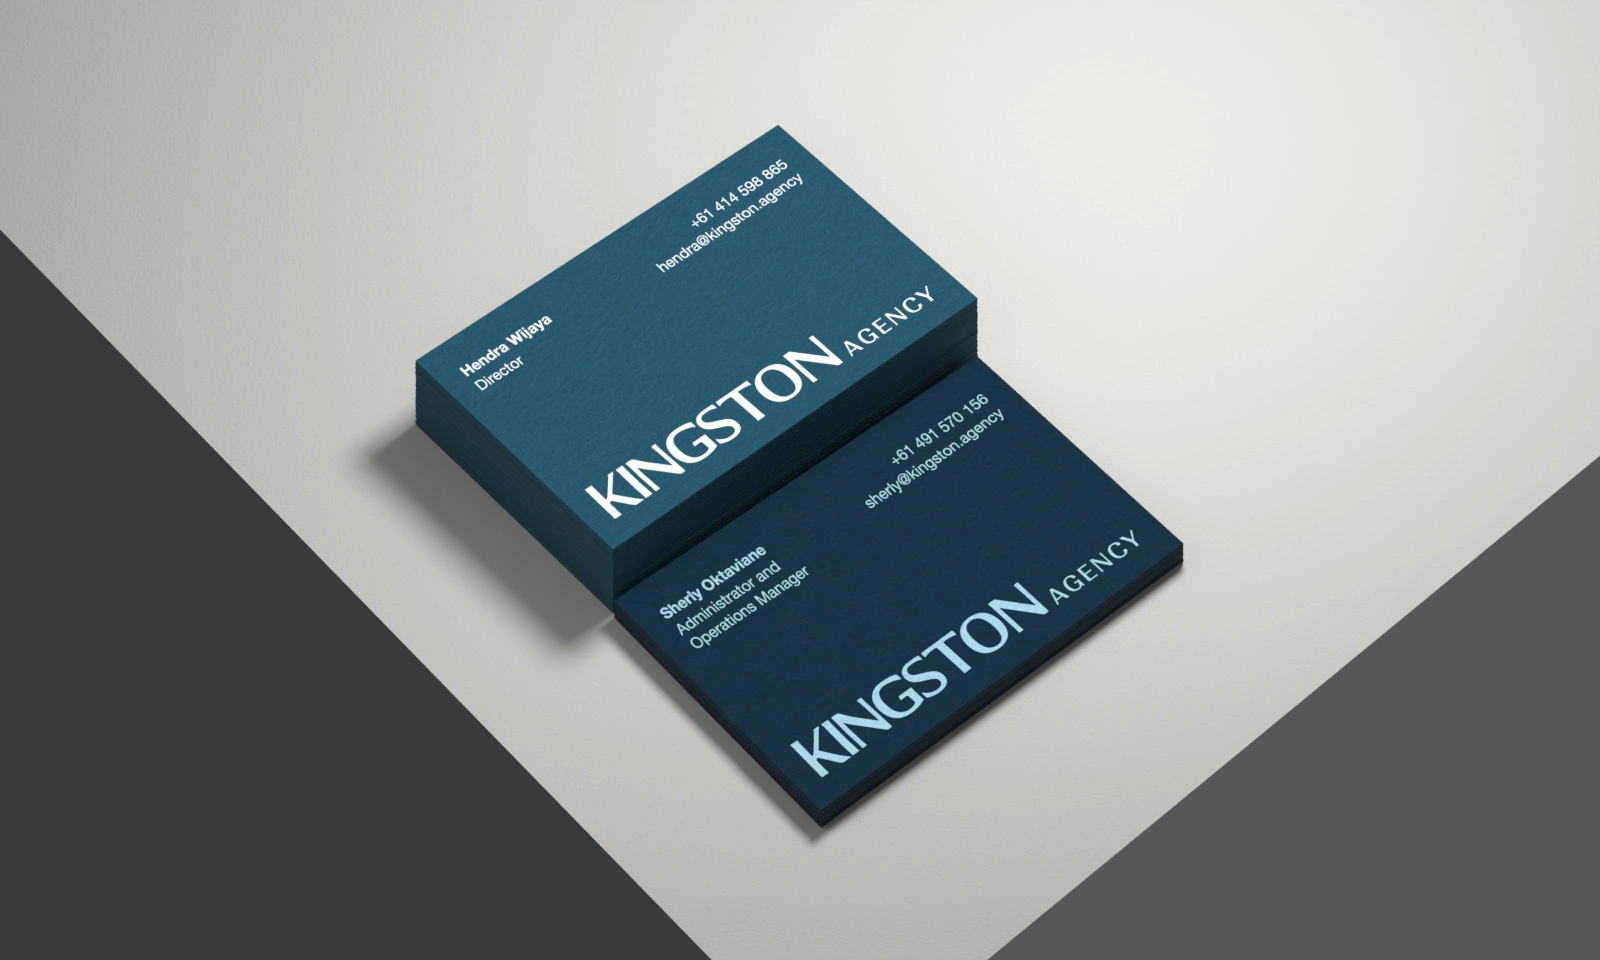 +61 414 598 865
hendra@kingston.agency
Hendra Wijaya
Director
KINGSTON AGENCY
+61 491 570 156
sherly@kingston.agency
Sherly Oktaviane
Administrator and
Operations Manager
KINGSTON AGENCY